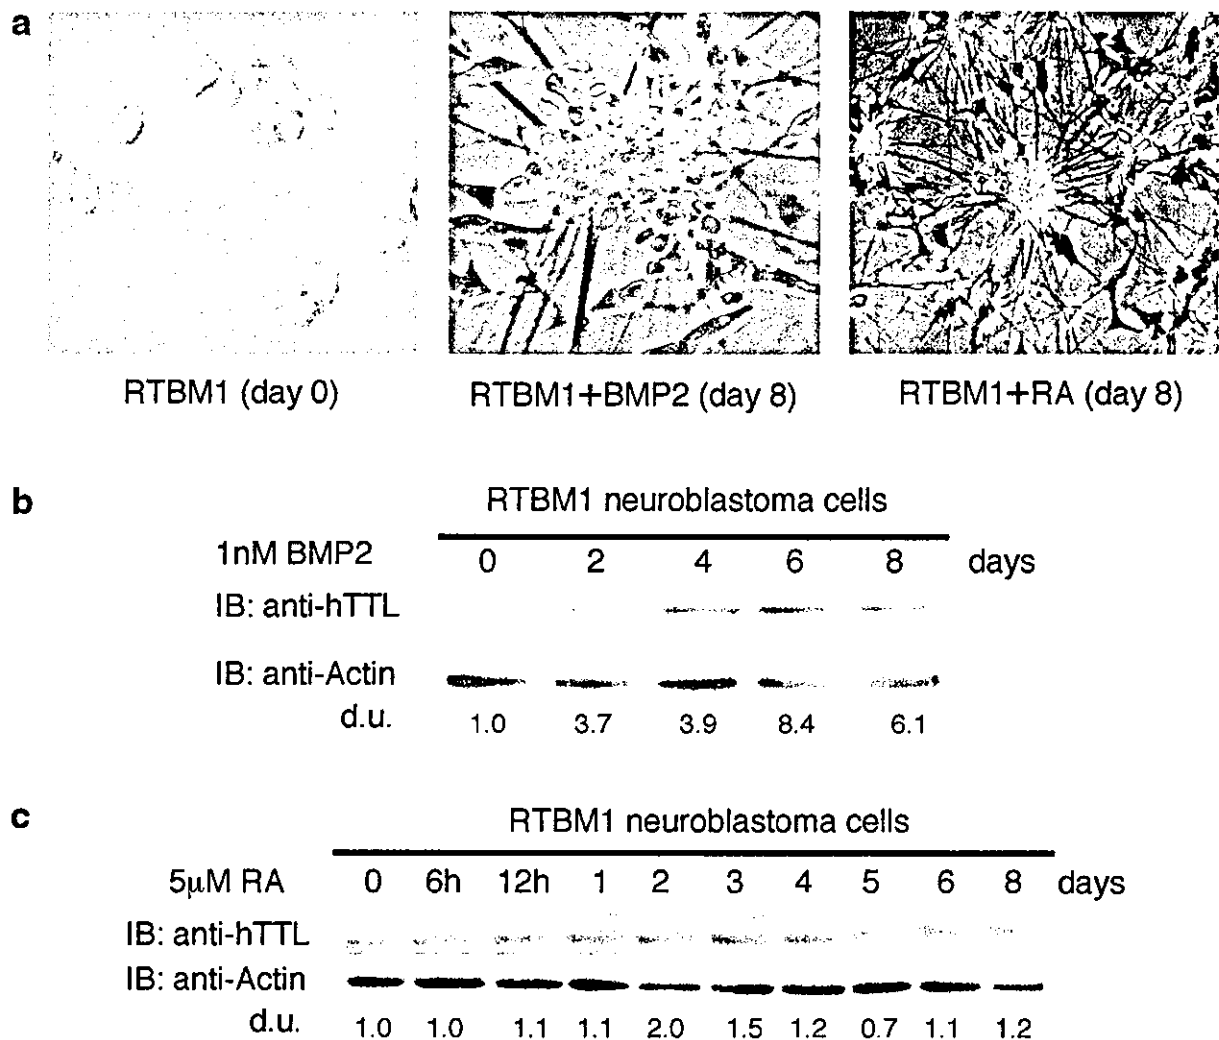 a
RTBM1 (day 0)
RTBM1+BMP2 (day 8)
RTBM1+RA (day 8)
b
RTBM1 neuroblastoma cells
1nM BMP2 0 2 4 6 8 days
IB: anti-hTTL
IB: anti-Actin
d.u. 1.0 3.7 3.9 8.4 6.1
c
RTBM1 neuroblastoma cells
5μM RA 0 6h 12h 1 2 3 4 5 6 8 days
IB: anti-hTTL
IB: anti-Actin
d.u. 1.0 1.0 1.1 1.1 2.0 1.5 1.2 0.7 1.1 1.2